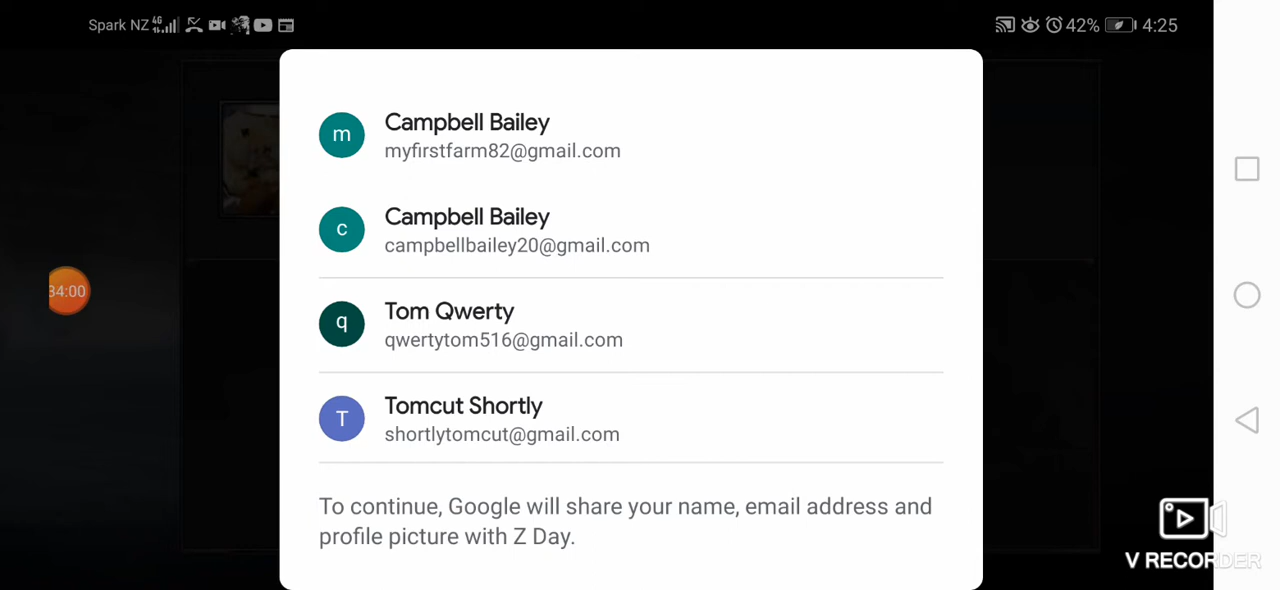 Spark NZ 4G 42% 4:25
m Campbell Bailey
myfirstfarm82@gmail.com
c Campbell Bailey
campbellbailey20@gmail.com
34:00
q Tom Qwerty
qwertytom516@gmail.com
T Tomcut Shortly
shortlytomcut@gmail.com
To continue, Google will share your name, email address and
profile picture with Z Day.
V RECORDER